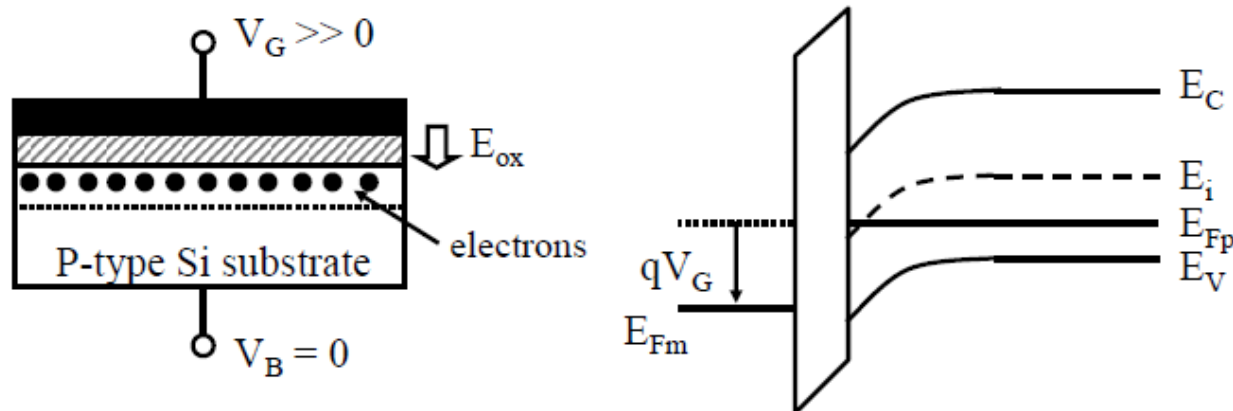 V_G >> 0
E_ox
electrons
P-type Si substrate
V_B = 0
E_C
E_i
E_Fp
E_V
qV_G
E_Fm